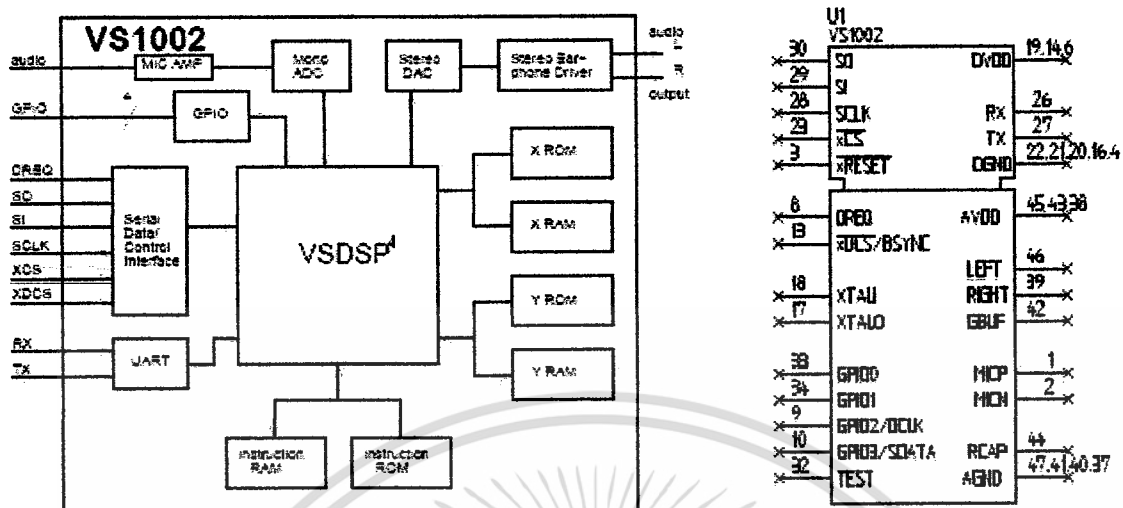 VS1002
audio
MIC AMP
Mono
ADC
Stereo
DAC
Stereo Ear-
phone Driver
audio
L
R
output
GPIO
4
GPIO
X ROM
DREQ
SO
SI
SCLK
XCS
XDCS
Serial
Data/
Control
Interface
VSDSP4
X RAM
Y ROM
RX
TX
UART
Y RAM
Instruction
RAM
Instruction
ROM
U1
VS1002
30 SO DVDD 19,14,6
29 SI
28 SCLK RX 26
23 xCS TX 27
3 xRESET DGND 22,21,20,16,4
8 DREQ AVDD 45,43,38
13 xDCS/BSYNC
LEFT 46
18 XTALI RIGHT 39
17 XTALO GBUF 42
33 GPIO0 MICP 1
34 GPIO1 MICN 2
9 GPIO2/DCLK
10 GPIO3/SDATA RCAP 44
32 TEST AGND 47,41,40,37